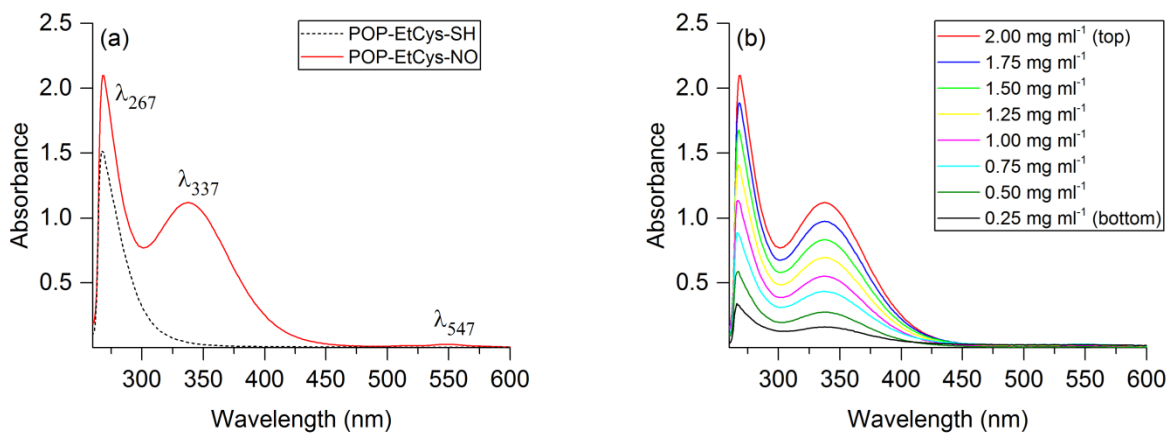 (a)
POP-EtCys-SH
POP-EtCys-NO
λ267
λ337
λ547
2.5
2.0
1.5
1.0
0.5
Absorbance
300 350 400 450 500 550 600
Wavelength (nm)
(b)
2.00 mg ml⁻¹ (top)
1.75 mg ml⁻¹
1.50 mg ml⁻¹
1.25 mg ml⁻¹
1.00 mg ml⁻¹
0.75 mg ml⁻¹
0.50 mg ml⁻¹
0.25 mg ml⁻¹ (bottom)
2.5
2.0
1.5
1.0
0.5
Absorbance
300 350 400 450 500 550 600
Wavelength (nm)